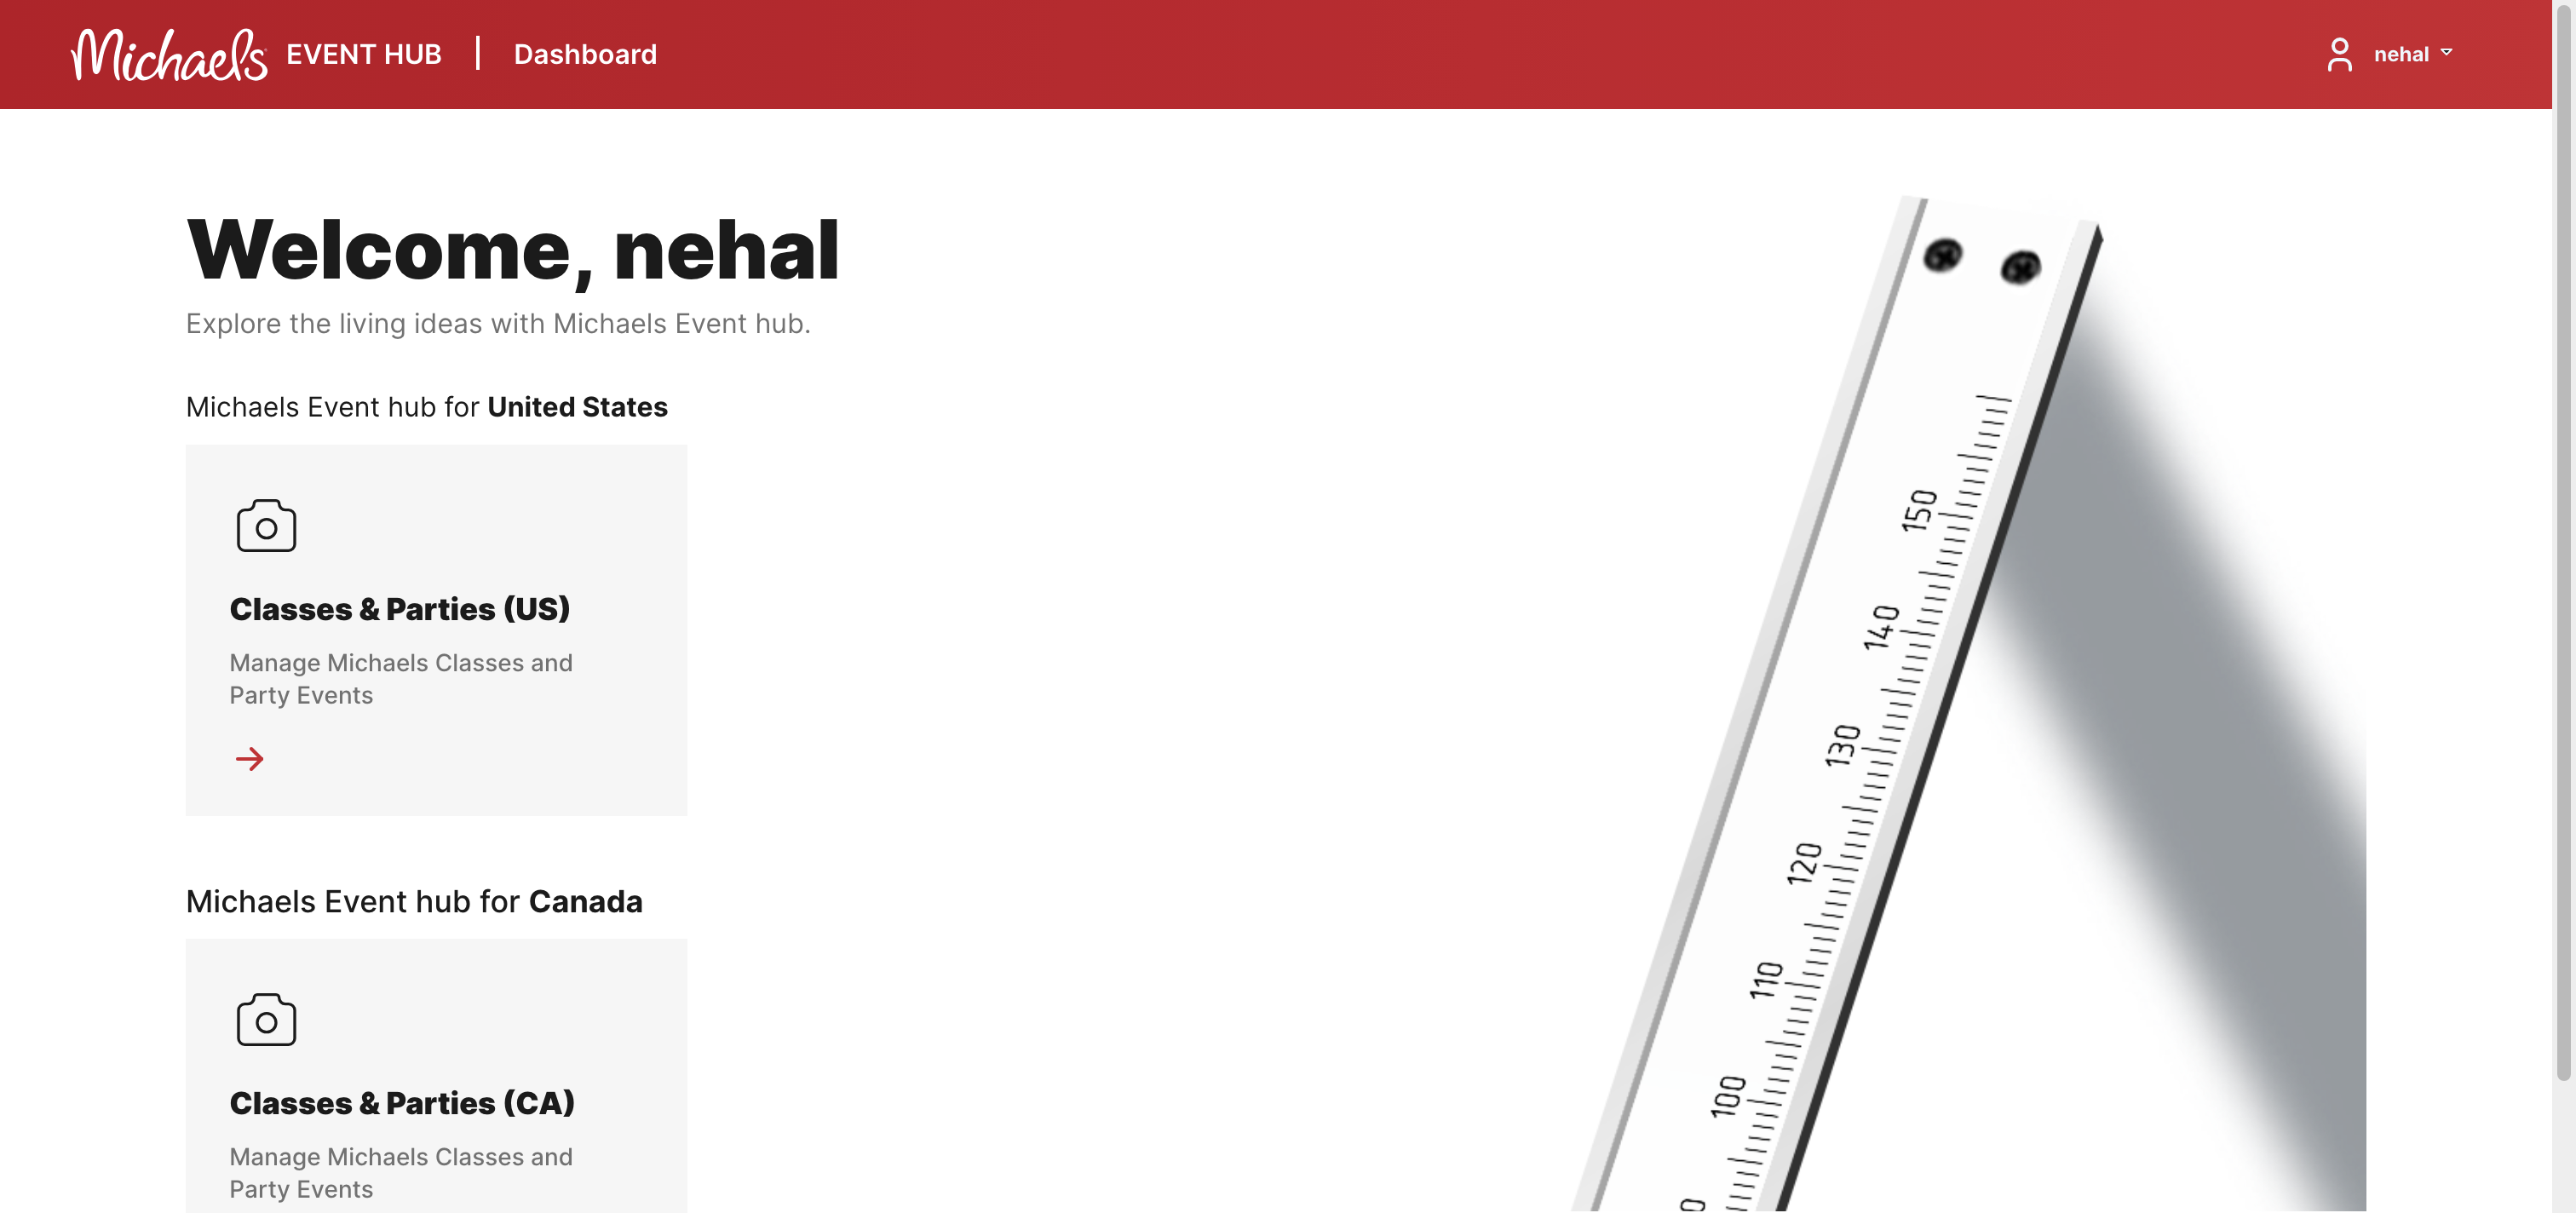 Michaels EVENT HUB | Dashboard
nehal
Welcome, nehal
Explore the living ideas with Michaels Event hub.
Michaels Event hub for United States
Classes & Parties (US)
Manage Michaels Classes and
Party Events
Michaels Event hub for Canada
Classes & Parties (CA)
Manage Michaels Classes and
Party Events
150
140
130
120
110
100